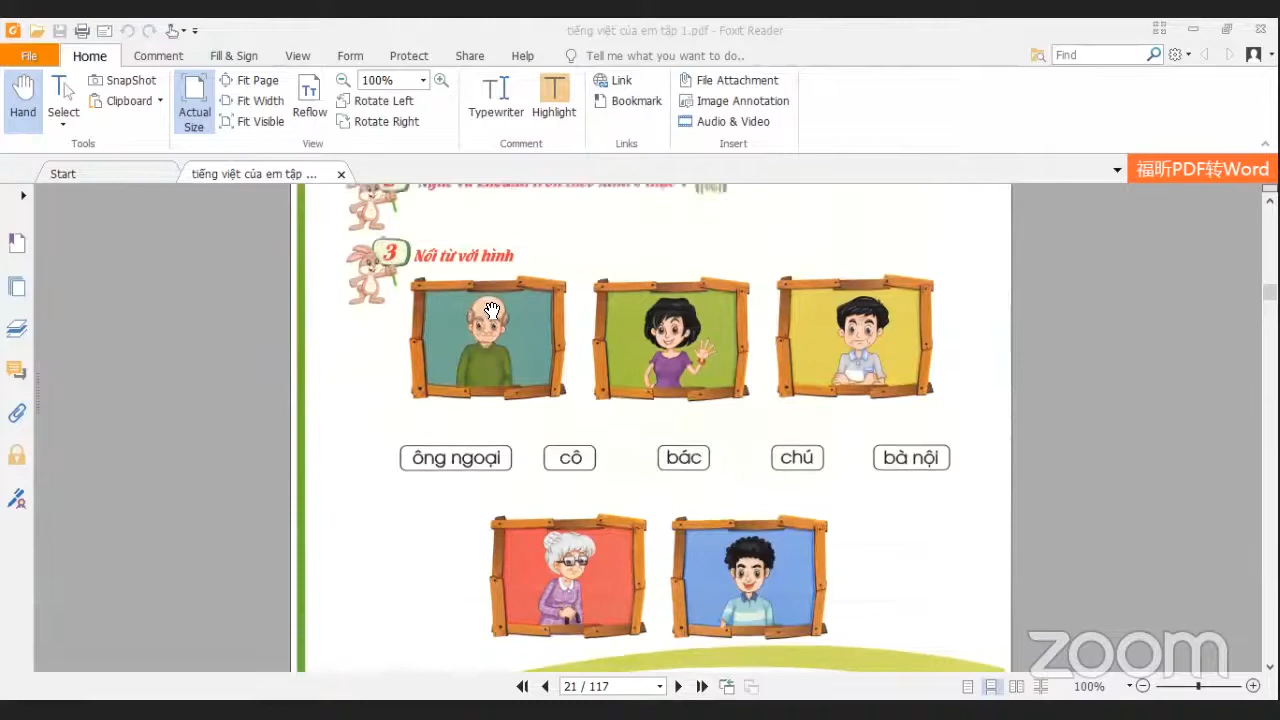 tiếng việt của em tập 1.pdf - Foxit Reader
File Home Comment Fill & Sign View Form Protect Share Help Tell me what you want to do.. Find
Hand
Select
SnapShot
Clipboard
Tools
Actual Size
Fit Page
Fit Width
Fit Visible
Reflow
100%
Rotate Left
Rotate Right
View
Typewriter
Highlight
Comment
Link
Bookmark
Links
File Attachment
Image Annotation
Audio & Video
Insert
Start
tiếng việt của em tập ...
福昕PDF转Word
3 Nối từ với hình
ông ngoại
cô
bác
chú
bà nội
zoom
21 / 117
100%